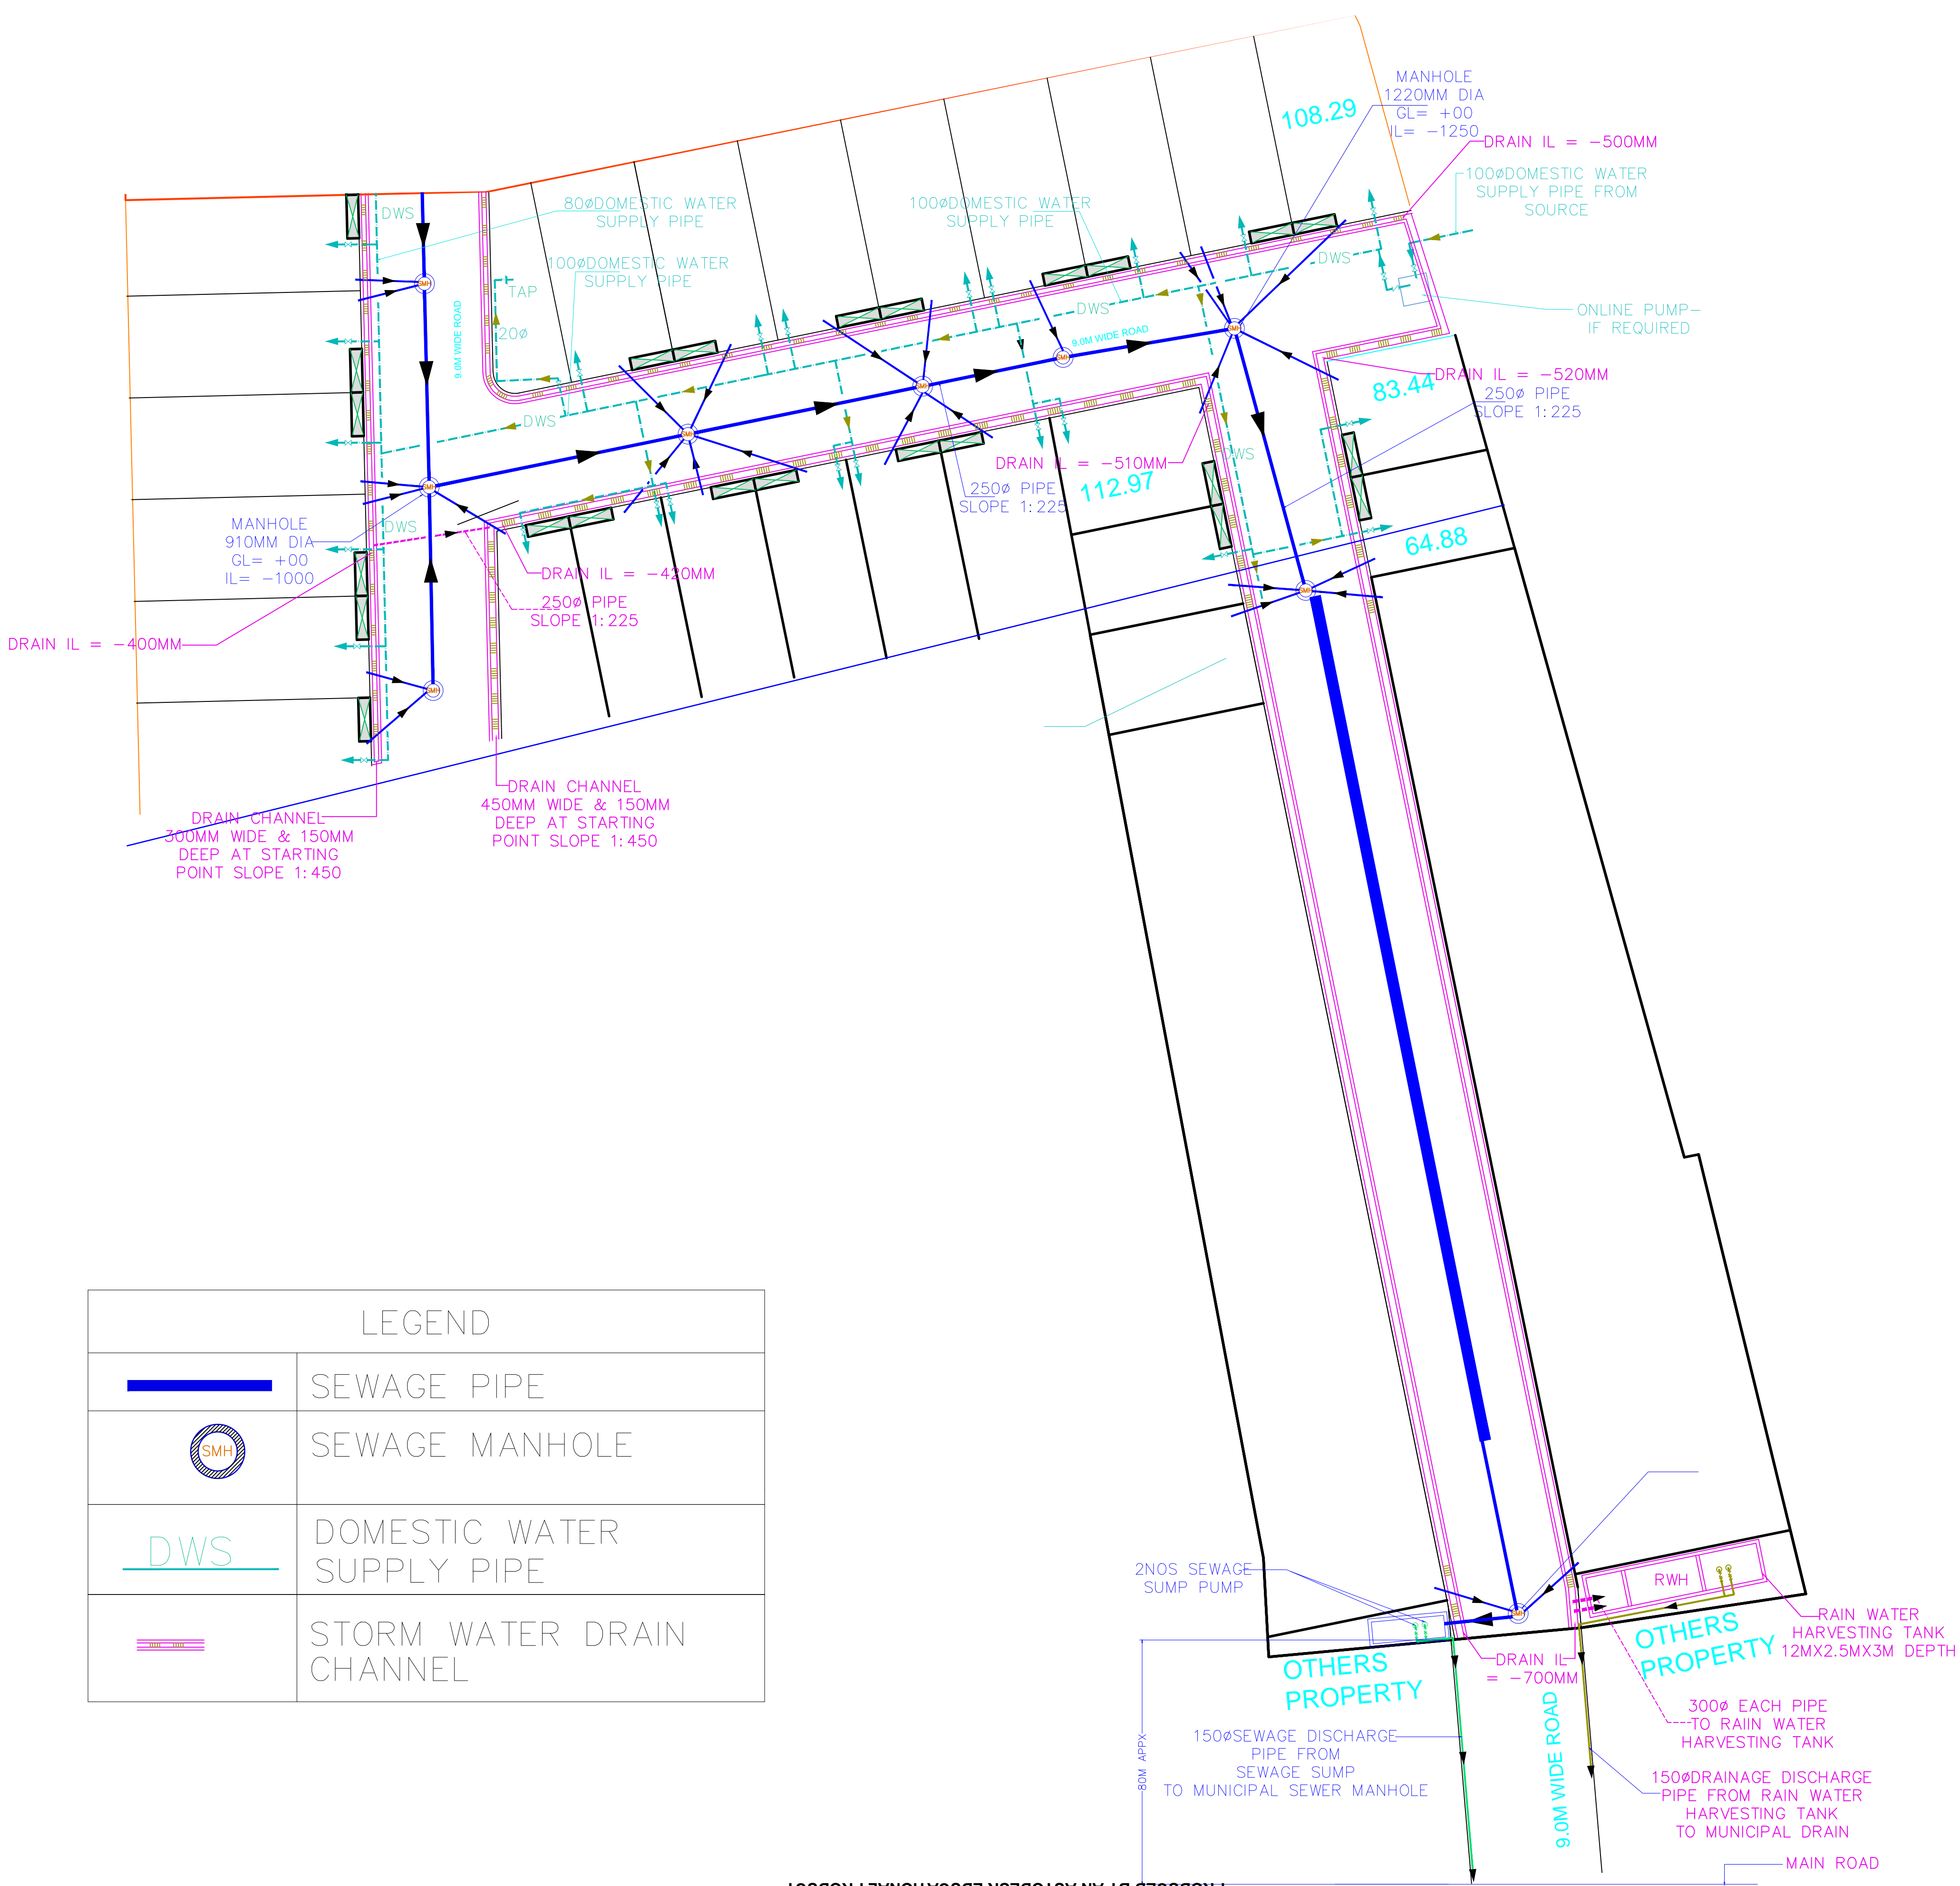 MANHOLE
1220MM DIA
GL= +00
IL= -1250
108.29
DRAIN IL = -500MM
100øDOMESTIC WATER
SUPPLY PIPE FROM
SOURCE
DWS
80øDOMESTIC WATER
SUPPLY PIPE
100øDOMESTIC WATER
SUPPLY PIPE
100øDOMESTIC WATER
SUPPLY PIPE
DWS
SMH
TAP
20ø
9.0M WIDE ROAD
DWS
9.0M WIDE ROAD
SMH
ONLINE PUMP-
IF REQUIRED
SMH
SMH
DRAIN IL = -520MM
83.44
250ø PIPE
SLOPE 1:225
DWS
SMH
DWS
DRAIN IL = -510MM
112.97
250ø PIPE
SLOPE 1:225
SMH
DWS
MANHOLE
910MM DIA
GL= +00
IL= -1000
64.88
DRAIN IL = -420MM
250ø PIPE
SLOPE 1:225
SMH
DRAIN IL = -400MM
SMH
DRAIN CHANNEL
450MM WIDE & 150MM
DEEP AT STARTING
POINT SLOPE 1:450
DRAIN CHANNEL
300MM WIDE & 150MM
DEEP AT STARTING
POINT SLOPE 1:450
LEGEND
SEWAGE PIPE
SMH
SEWAGE MANHOLE
DWS
DOMESTIC WATER
SUPPLY PIPE
STORM WATER DRAIN
CHANNEL
2NOS SEWAGE
SUMP PUMP
SMH
RWH
RAIN WATER
HARVESTING TANK
12MX2.5MX3M DEPTH
OTHERS
PROPERTY
OTHERS
PROPERTY
DRAIN IL
= -700MM
300ø EACH PIPE
TO RAIIN WATER
HARVESTING TANK
150øSEWAGE DISCHARGE
PIPE FROM
SEWAGE SUMP
TO MUNICIPAL SEWER MANHOLE
80M APPX
9.0M WIDE ROAD
150øDRAINAGE DISCHARGE
PIPE FROM RAIN WATER
HARVESTING TANK
TO MUNICIPAL DRAIN
MAIN ROAD